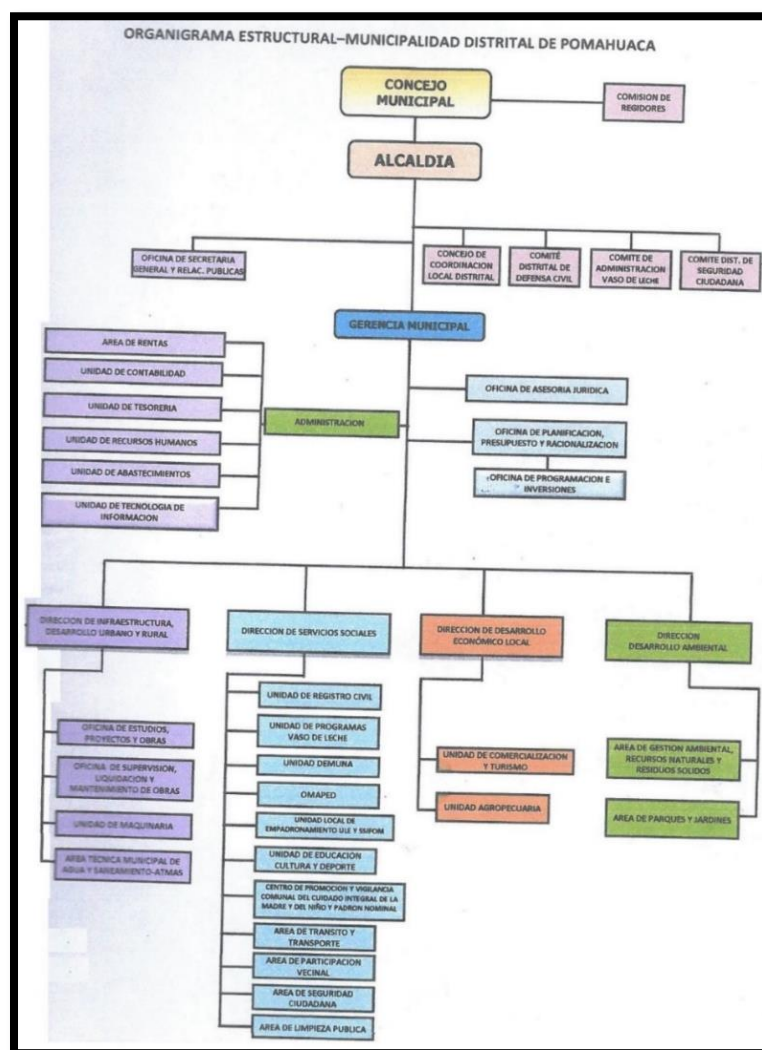 ORGANIGRAMA ESTRUCTURAL–MUNICIPALIDAD DISTRITAL DE POMAHUACA
CONCEJO
MUNICIPAL
COMISION DE
REGIDORES
ALCALDIA
OFICINA DE SECRETARIA
GENERAL Y RELAC. PUBLICAS
CONCEJO DE
COORDINACION
LOCAL DISTRITAL
COMITÉ
DISTRITAL DE
DEFENSA CIVIL
COMITE DE
ADMINISTRACION
VASO DE LECHE
COMITE DIST. DE
SEGURIDAD
CIUDADANA
GERENCIA MUNICIPAL
AREA DE RENTAS
UNIDAD DE CONTABILIDAD
UNIDAD DE TESORERIA
UNIDAD DE RECURSOS HUMANOS
UNIDAD DE ABASTECIMIENTOS
UNIDAD DE TECNOLOGIA DE
INFORMACION
ADMINISTRACION
OFICINA DE ASESORIA JURIDICA
OFICINA DE PLANIFICACION,
PRESUPUESTO Y RACIONALIZACION
OFICINA DE PROGRAMACION E
INVERSIONES
DIRECCION DE INFRAESTRUCTURA,
DESARROLLO URBANO Y RURAL
OFICINA DE ESTUDIOS,
PROYECTOS Y OBRAS
OFICINA DE SUPERVISIÓN,
LIQUIDACION Y
MANTENIMIENTO DE OBRAS
UNIDAD DE MAQUINARIA
AREA TECNICA MUNICIPAL DE
AGUA Y SANEAMIENTO-ATMAS
DIRECCION DE SERVICIOS SOCIALES
UNIDAD DE REGISTRO CIVIL
UNIDAD DE PROGRAMAS
VASO DE LECHE
UNIDAD DEMUNA
OMAPED
UNIDAD LOCAL DE
EMPADRONAMIENTO ULE Y SISFOM
UNIDAD DE EDUCACIÓN
CULTURA Y DEPORTE
CENTRO DE PROMOCION Y VIGILANCIA
COMUNAL DEL CUIDADO INTEGRAL DE LA
MADRE Y DEL NIÑO Y PADRON NOMINAL
AREA DE TRANSITO Y
TRANSPORTE
AREA DE PARTICIPACION
VECINAL
AREA DE SEGURIDAD
CIUDADANA
AREA DE LIMPIEZA PUBLICA
DIRECCION DE DESARROLLO
ECONÓMICO LOCAL
UNIDAD DE COMERCIALIZACION
Y TURISMO
UNIDAD AGROPECUARIA
DIRECCION
DESARROLLO AMBIENTAL
AREA DE GESTION AMBIENTAL,
RECURSOS NATURALES Y
RESIDUOS SOLIDOS
AREA DE PARQUES Y JARDINES